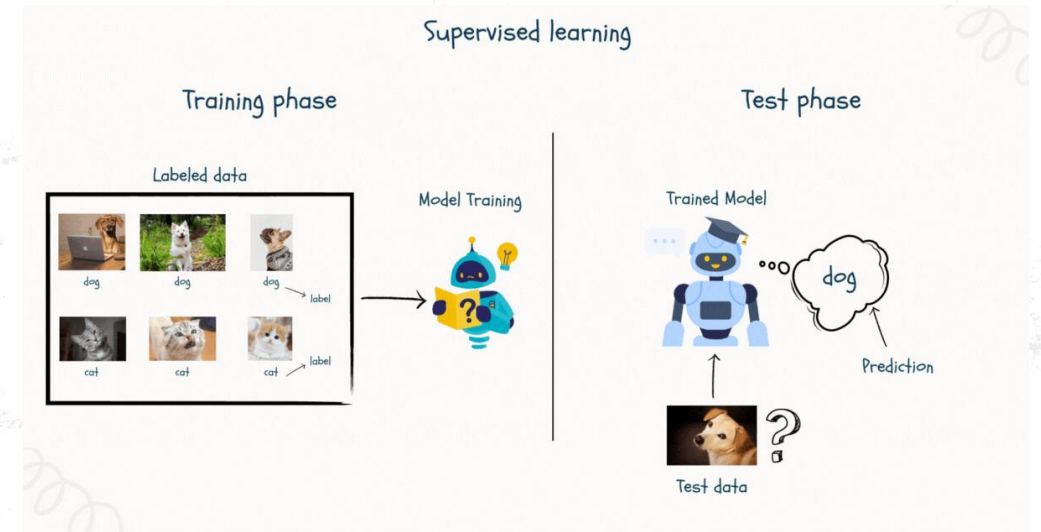 Supervised learning
Training phase
Labeled data
dog
dog
dog
label
cat
cat
cat
label
Model Training
?
Test phase
Trained Model
dog
Prediction
?
Test data